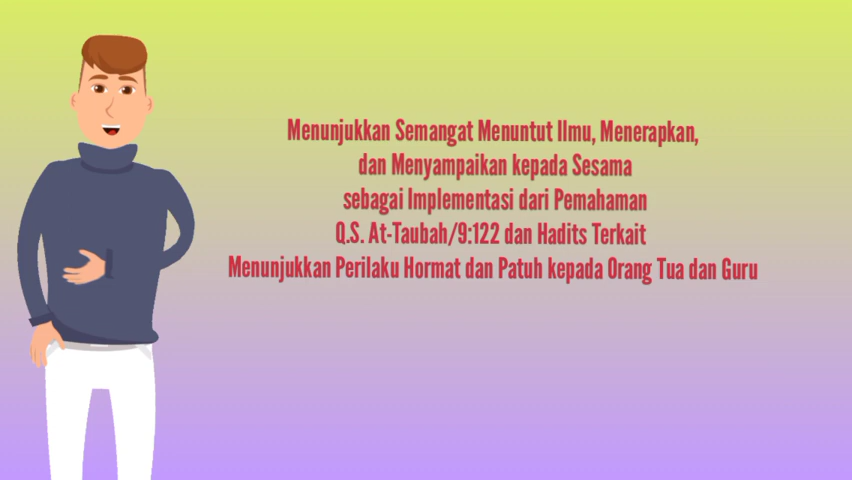 Menunjukkan Semangat Menuntut Ilmu, Menerapkan,
dan Menyampaikan kepada Sesama
sebagai Implementasi dari Pemahaman
Q.S. At-Taubah/9:122 dan Hadits Terkait
Menunjukkan Perilaku Hormat dan Patuh kepada Orang Tua dan Guru